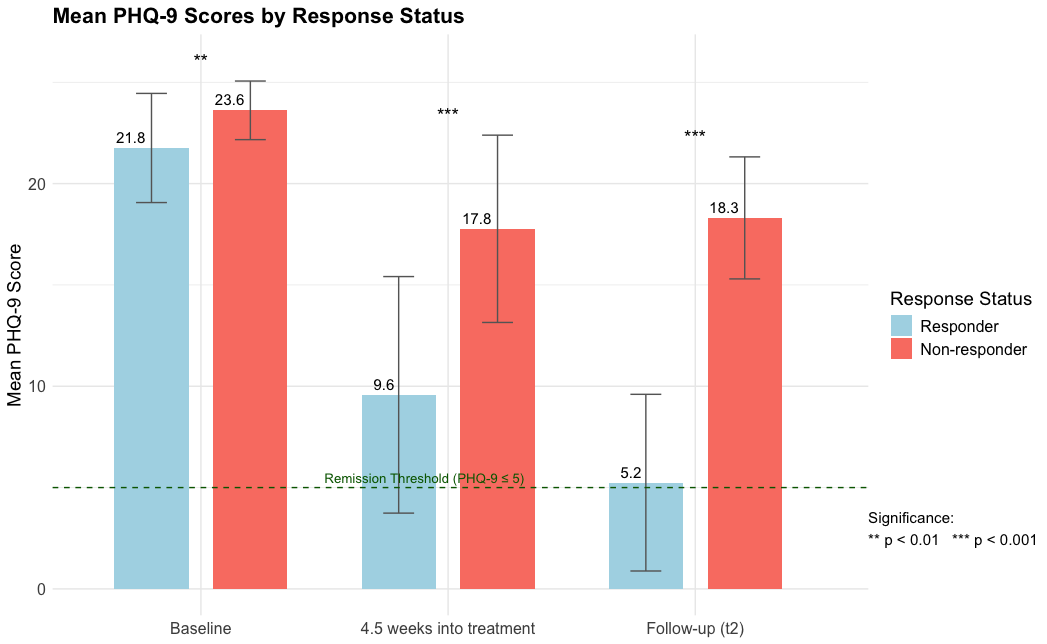 Mean PHQ-9 Scores by Response Status
**
23.6
21.8
***
***
20
17.8
18.3
Mean PHQ-9 Score
Response Status
Responder
Non-responder
10
9.6
5.2
Remission Threshold (PHQ-9 ≤ 5)
Significance:
** p < 0.01 *** p < 0.001
0
Baseline
4.5 weeks into treatment
Follow-up (t2)